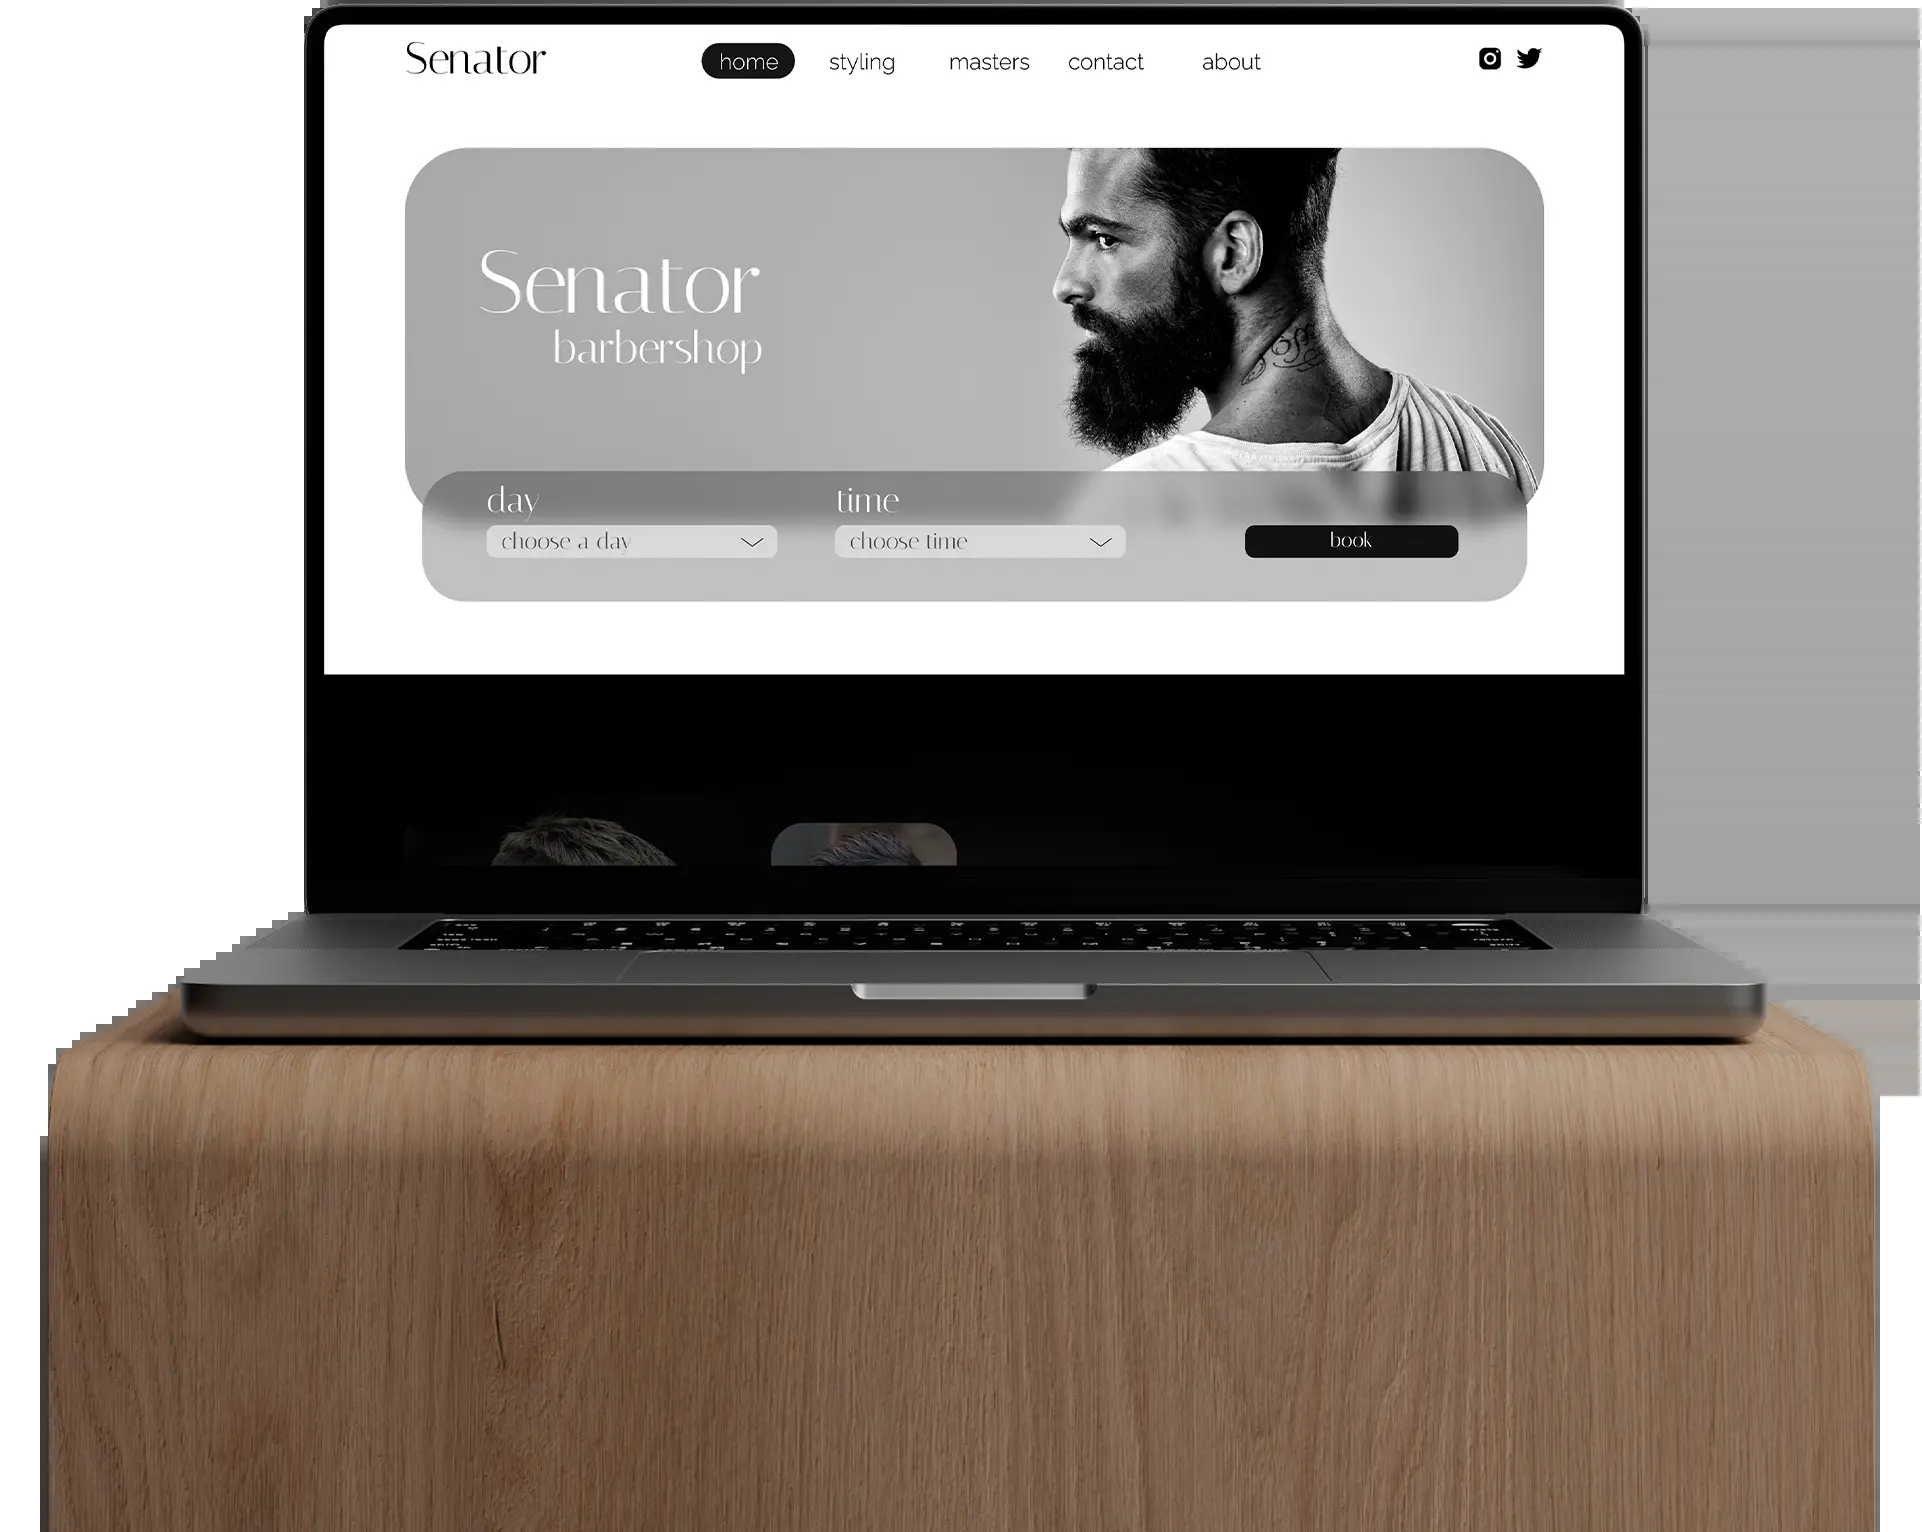 Senator
home styling masters contact about
Senator
barbershop
day time
choose a day choose time book